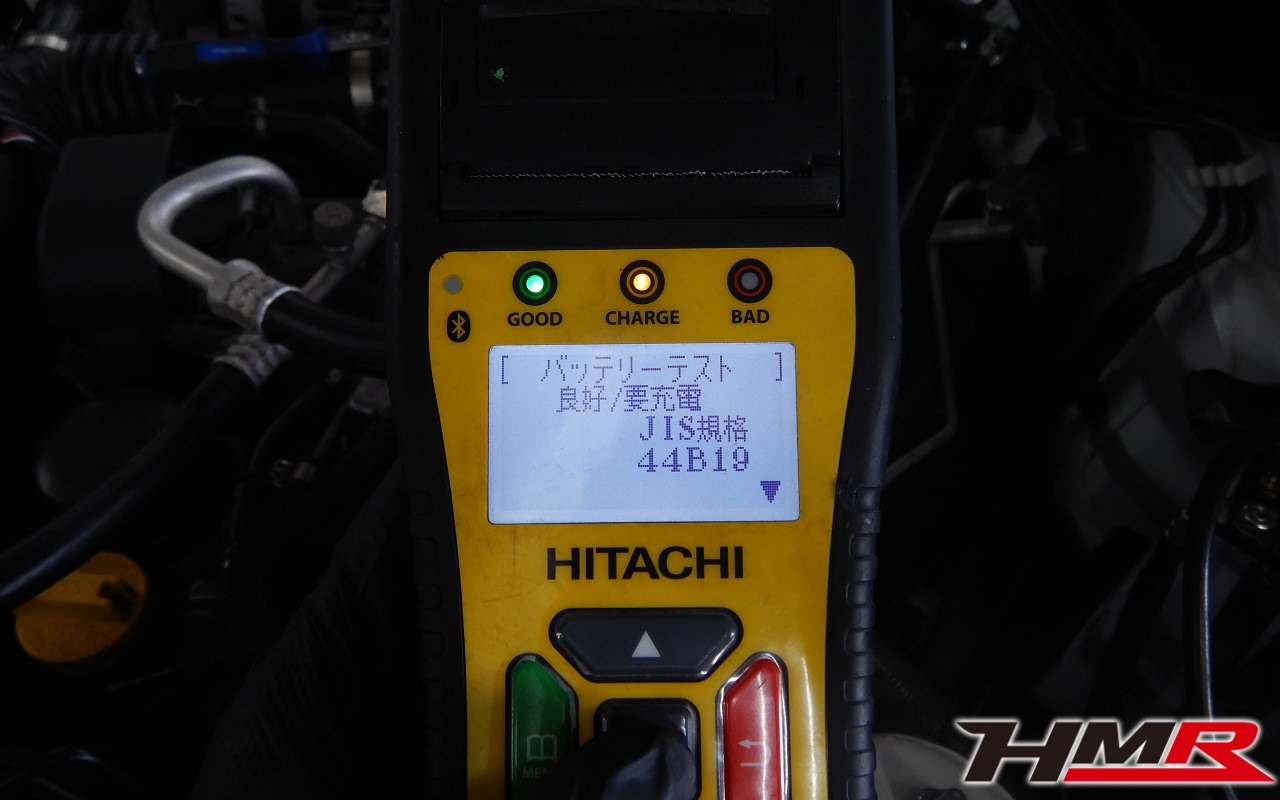 GOOD CHARGE BAD
[ バッテリーテスト ]
良好/要充電
JIS規格
44B19
HITACHI
HMR